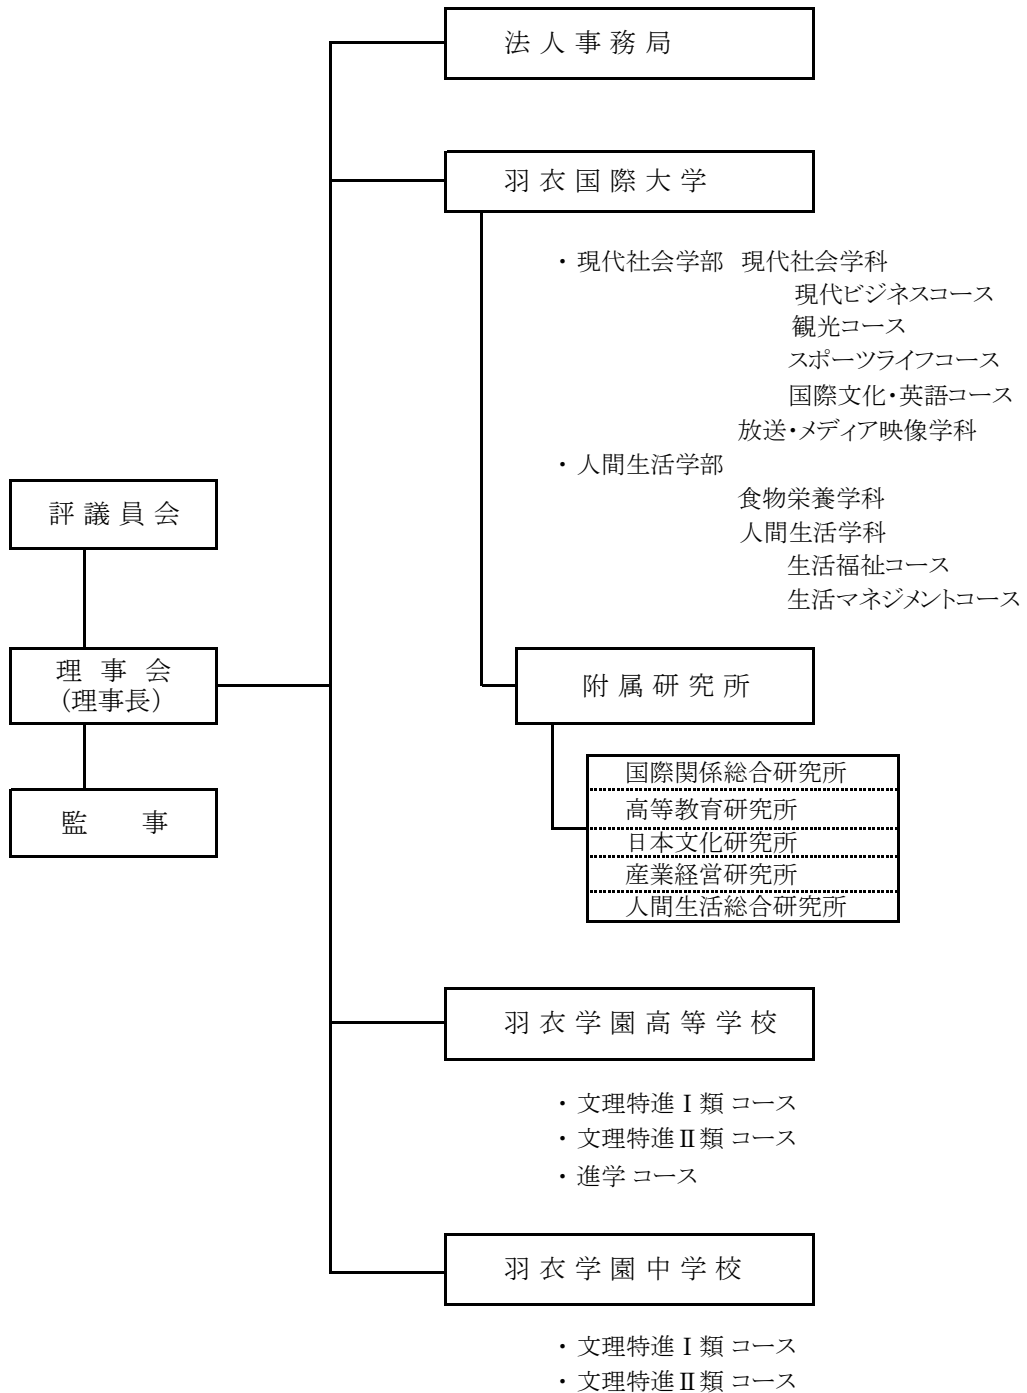 法人事務局
羽衣国際大学
・現代社会学部 現代社会学科
現代ビジネスコース
観光コース
スポーツライフコース
国際文化・英語コース
放送・メディア映像学科
・人間生活学部
食物栄養学科
人間生活学科
生活福祉コース
生活マネジメントコース
評議員会
理事会
(理事長)
監事
附属研究所
国際関係総合研究所
高等教育研究所
日本文化研究所
産業経営研究所
人間生活総合研究所
羽衣学園高等学校
・文理特進Ⅰ類 コース
・文理特進Ⅱ類 コース
・進学 コース
羽衣学園中学校
・文理特進Ⅰ類 コース
・文理特進Ⅱ類 コース